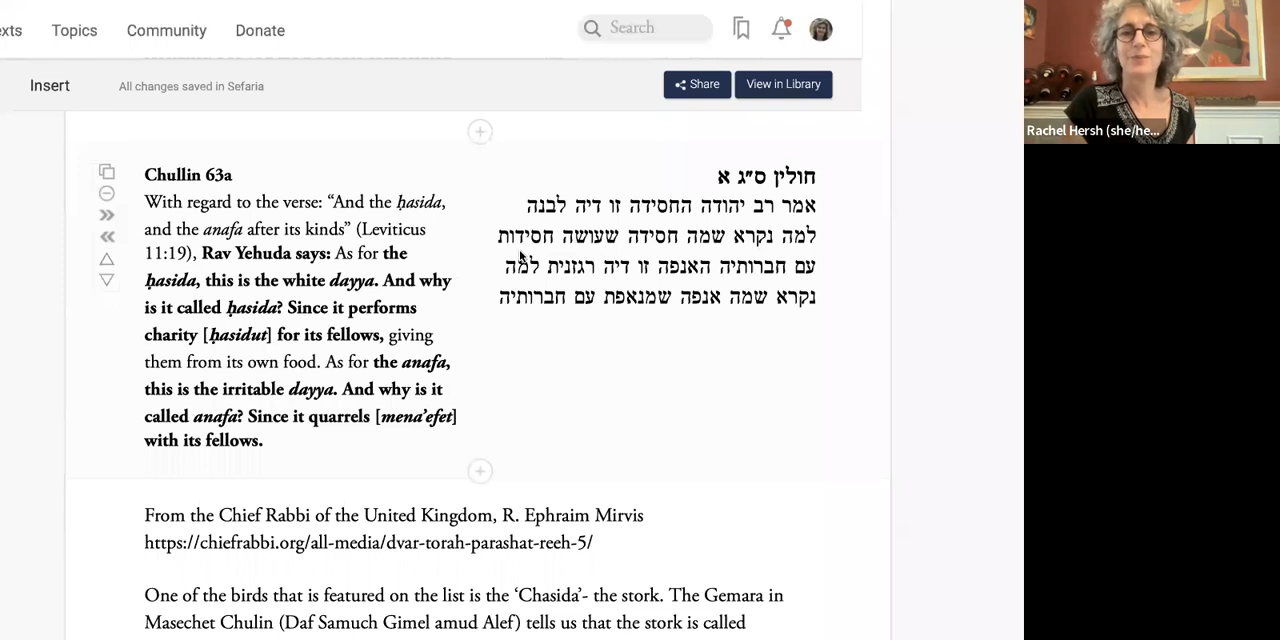 exts Topics Community Donate Search
Insert All changes saved in Sefaria Share View in Library
Chullin 63a
With regard to the verse: “And the ḥasida,
and the anafa after its kinds” (Leviticus
11:19), Rav Yehuda says: As for the
ḥasida, this is the white dayya. And why
is it called ḥasida? Since it performs
charity [ḥasidut] for its fellows, giving
them from its own food. As for the anafa,
this is the irritable dayya. And why is it
called anafa? Since it quarrels [mena’efet]
with its fellows.
חולין ס״ג א
אמר רב יהודה החסידה זו דיה לבנה
למה נקרא שמה חסידה שעושה חסידות
עם חברותיה האנפה זו דיה רגזנית למה
נקרא שמה אנפה שמנאפת עם חברותיה
From the Chief Rabbi of the United Kingdom, R. Ephraim Mirvis
https://chiefrabbi.org/all-media/dvar-torah-parashat-reeh-5/
One of the birds that is featured on the list is the ‘Chasida’- the stork. The Gemara in
Masechet Chulin (Daf Samuch Gimel amud Alef) tells us that the stork is called
Rachel Hersh (she/he...